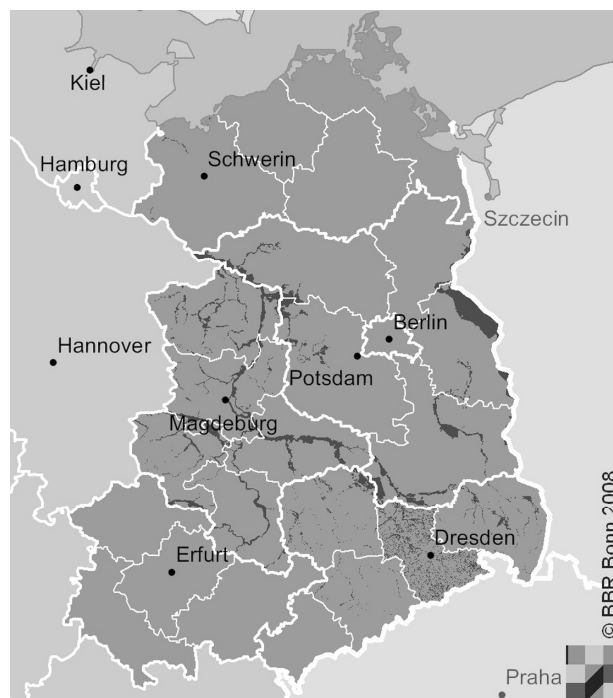 Kiel
Schwerin
Hamburg
Szczecin
Berlin
Hannover
Potsdam
Magdeburg
Dresden
Erfurt
© BBR Bonn 2008
Praha